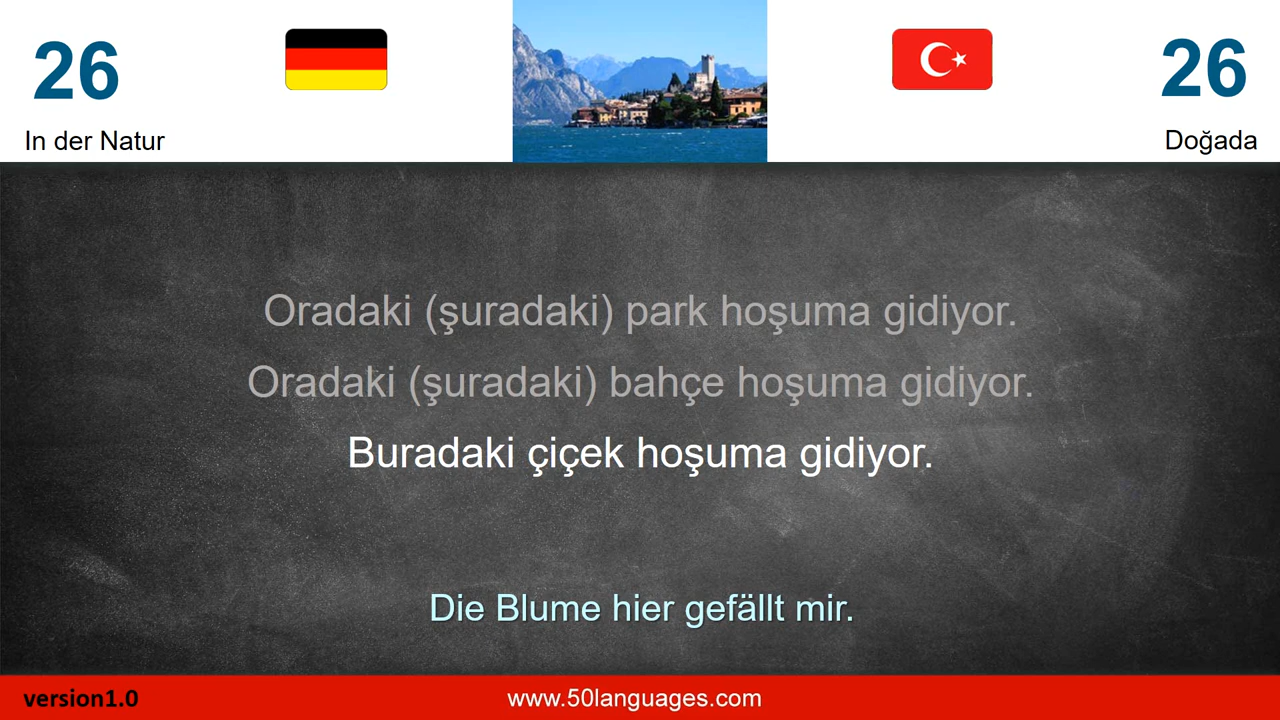 26
In der Natur
26
Doğada
Oradaki (şuradaki) park hoşuma gidiyor.
Oradaki (şuradaki) bahçe hoşuma gidiyor.
Buradaki çiçek hoşuma gidiyor.
Die Blume hier gefällt mir.
version1.0
www.50languages.com